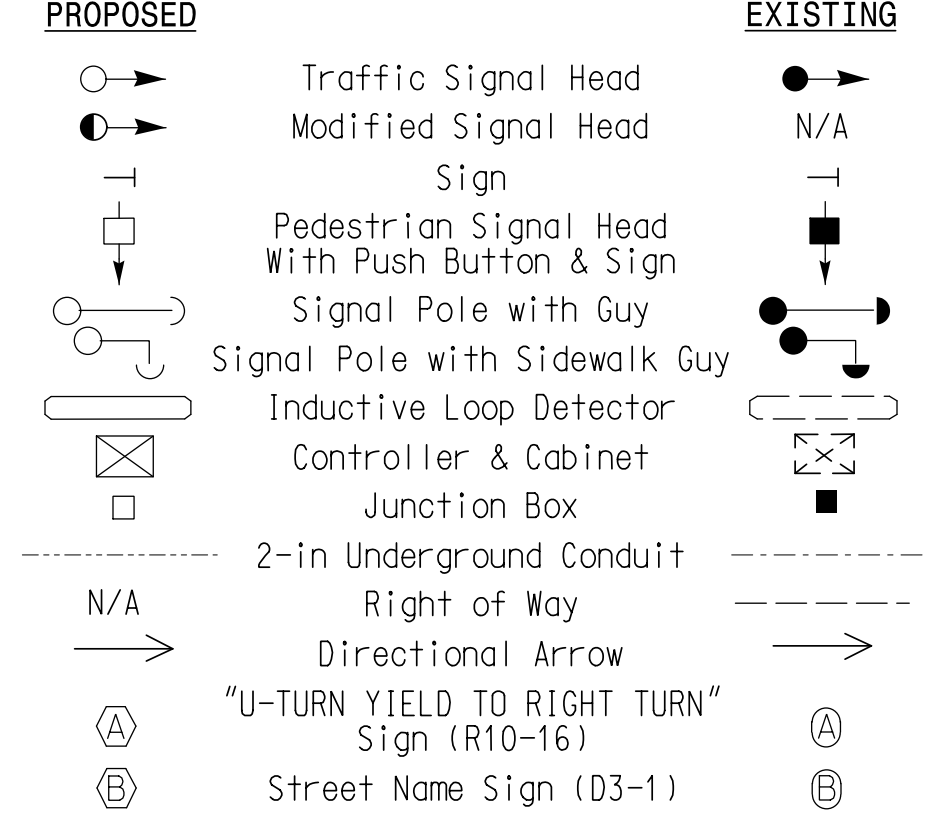 PROPOSED EXISTING
Traffic Signal Head
Modified Signal Head N/A
Sign
Pedestrian Signal Head
With Push Button & Sign
Signal Pole with Guy
Signal Pole with Sidewalk Guy
Inductive Loop Detector
Controller & Cabinet
Junction Box
2-in Underground Conduit
N/A Right of Way
Directional Arrow
"U-TURN YIELD TO RIGHT TURN"
A Sign (R10-16) A
B Street Name Sign (D3-1) B